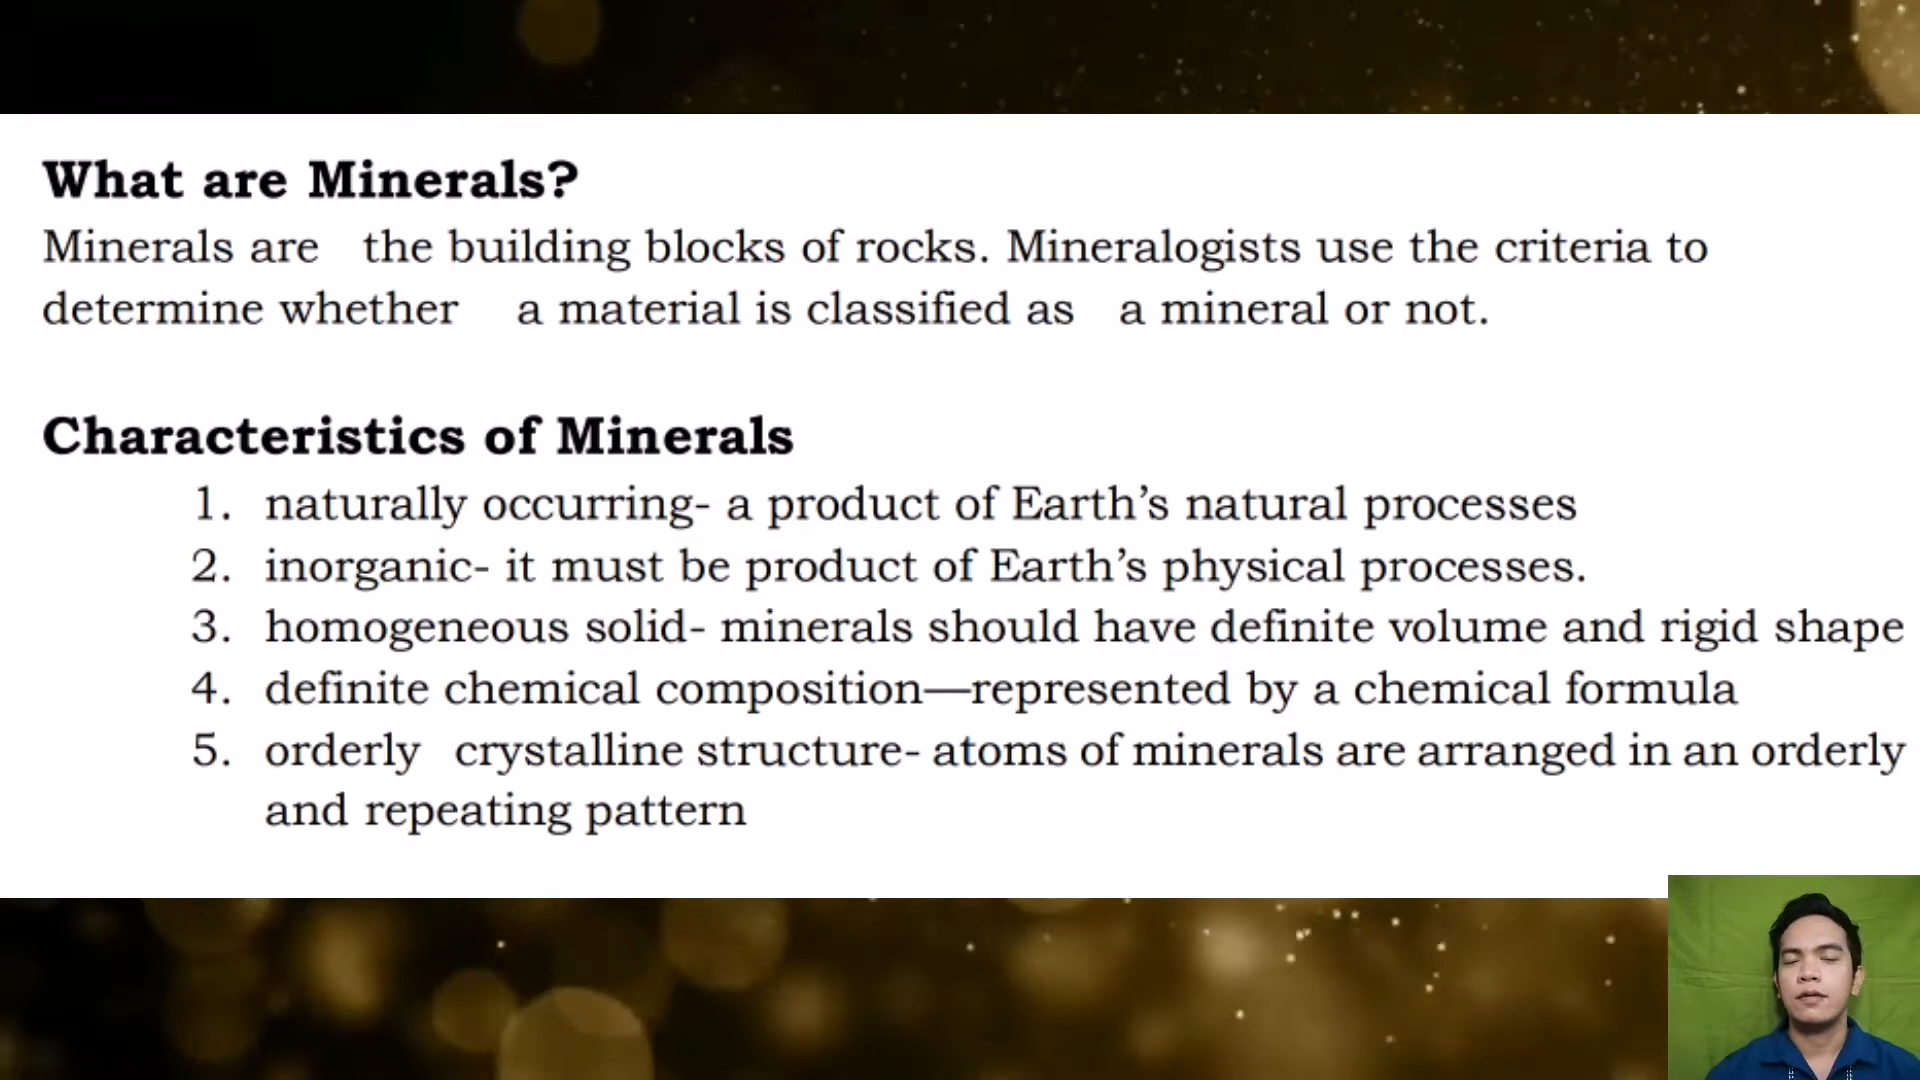 What are Minerals?
Minerals are the building blocks of rocks. Mineralogists use the criteria to
determine whether a material is classified as a mineral or not.
Characteristics of Minerals
1. naturally occurring- a product of Earth’s natural processes
2. inorganic- it must be product of Earth’s physical processes.
3. homogeneous solid- minerals should have definite volume and rigid shape
4. definite chemical composition—represented by a chemical formula
5. orderly crystalline structure- atoms of minerals are arranged in an orderly
and repeating pattern